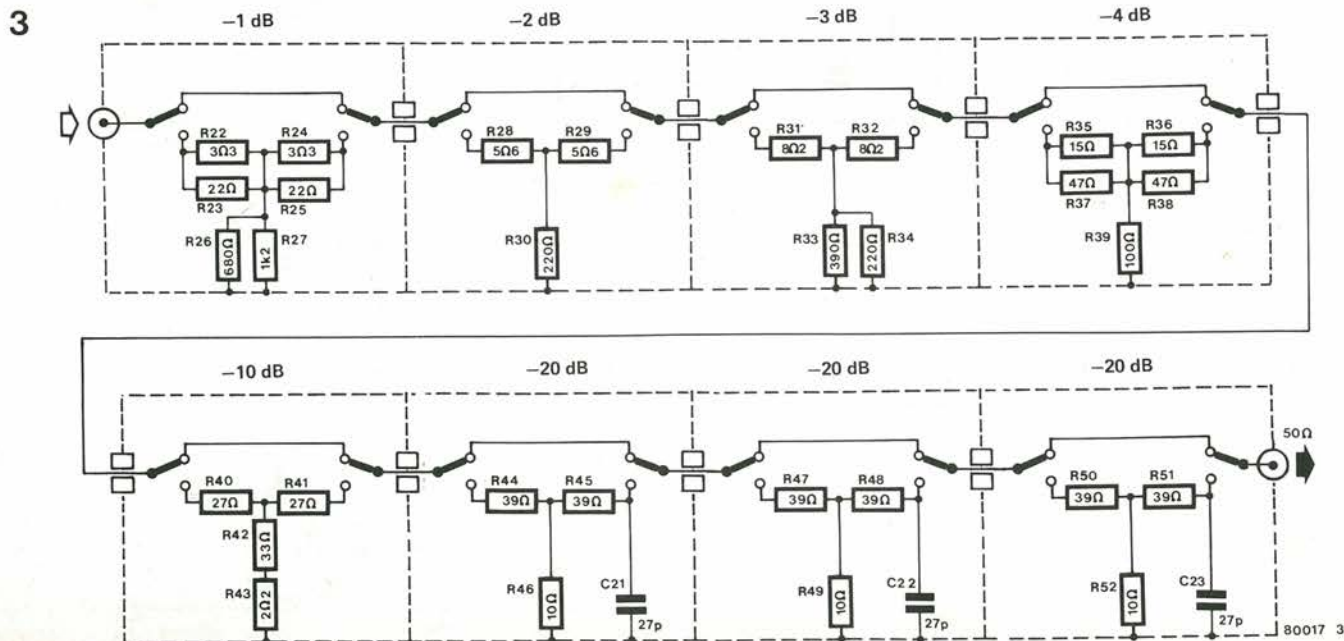 3
−1 dB
−2 dB
−3 dB
−4 dB
R22
3Ω3
R24
3Ω3
22Ω
22Ω
R23
R25
R26
680Ω
R27
1k2
R28
5Ω6
R29
5Ω6
R30
220Ω
R31
8Ω2
R32
8Ω2
R33
390Ω
R34
220Ω
R35
15Ω
R36
15Ω
47Ω
47Ω
R37
R38
R39
100Ω
−10 dB
−20 dB
−20 dB
−20 dB
50Ω
R40
27Ω
R41
27Ω
R42
33Ω
R43
2Ω2
R44
39Ω
R45
39Ω
R46
10Ω
C21
27p
R47
39Ω
R48
39Ω
R49
10Ω
C22
27p
R50
39Ω
R51
39Ω
R52
10Ω
C23
27p
80017 3